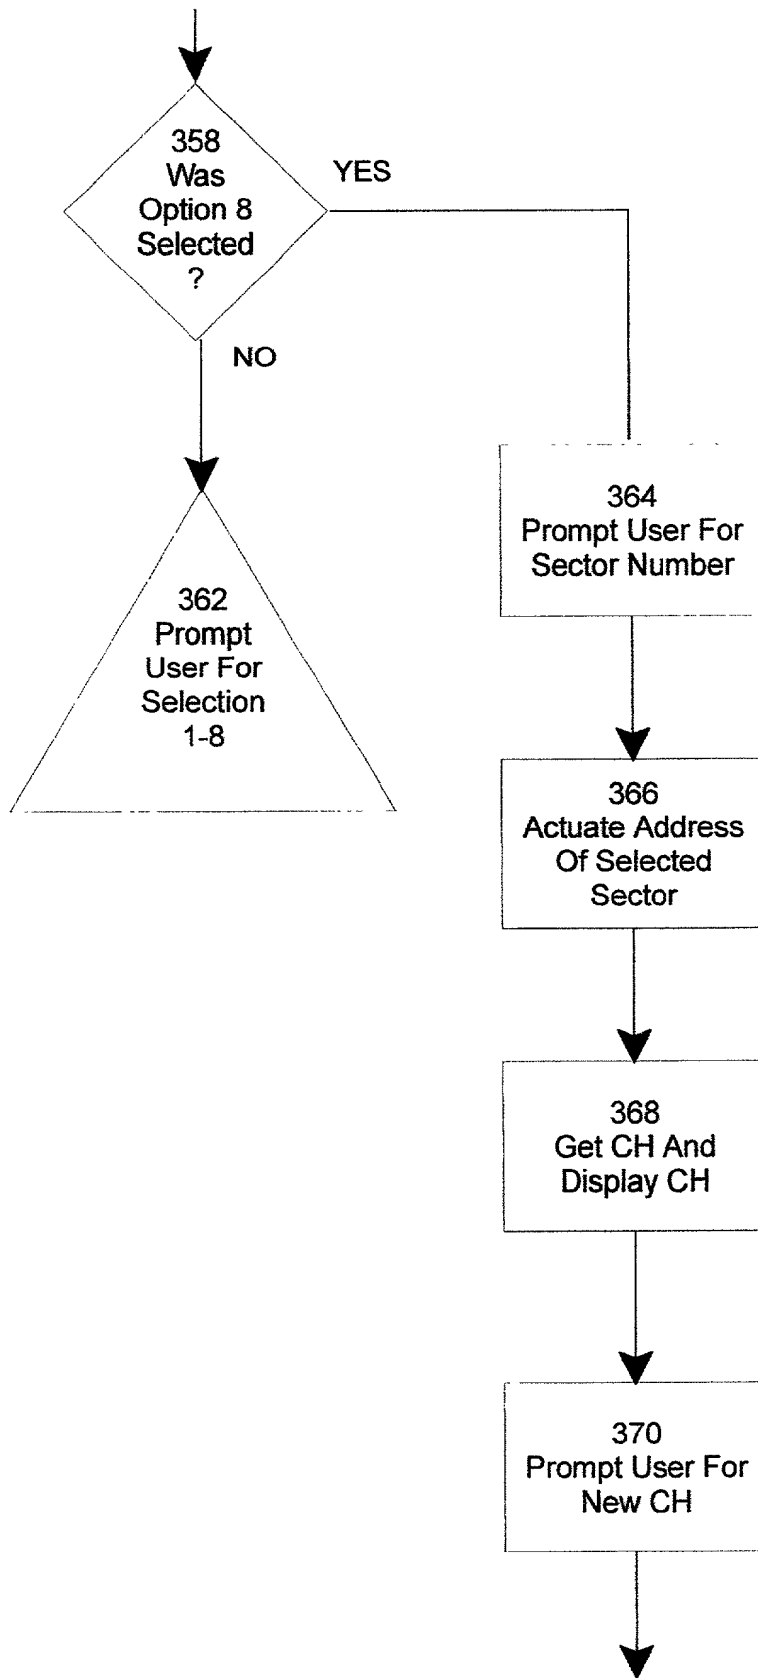 358
Was
Option 8
Selected
?
YES
NO
362
Prompt
User For
Selection
1-8
364
Prompt User For
Sector Number
366
Actuate Address
Of Selected
Sector
368
Get CH And
Display CH
370
Prompt User For
New CH